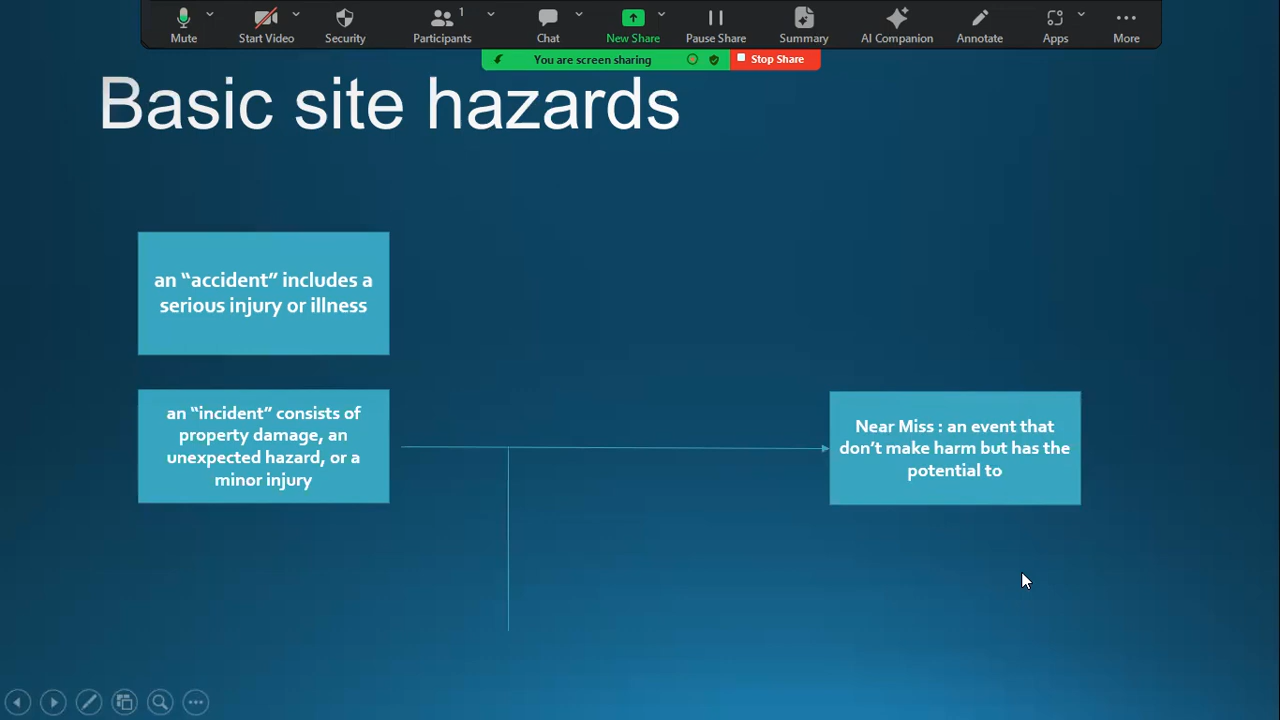 Mute
Start Video
Security
Participants
1
Chat
New Share
Pause Share
Summary
AI Companion
Annotate
Apps
More
You are screen sharing
Stop Share
Basic site hazards
an “accident” includes a
serious injury or illness
an “incident” consists of
property damage, an
unexpected hazard, or a
minor injury
Near Miss : an event that
don’t make harm but has the
potential to